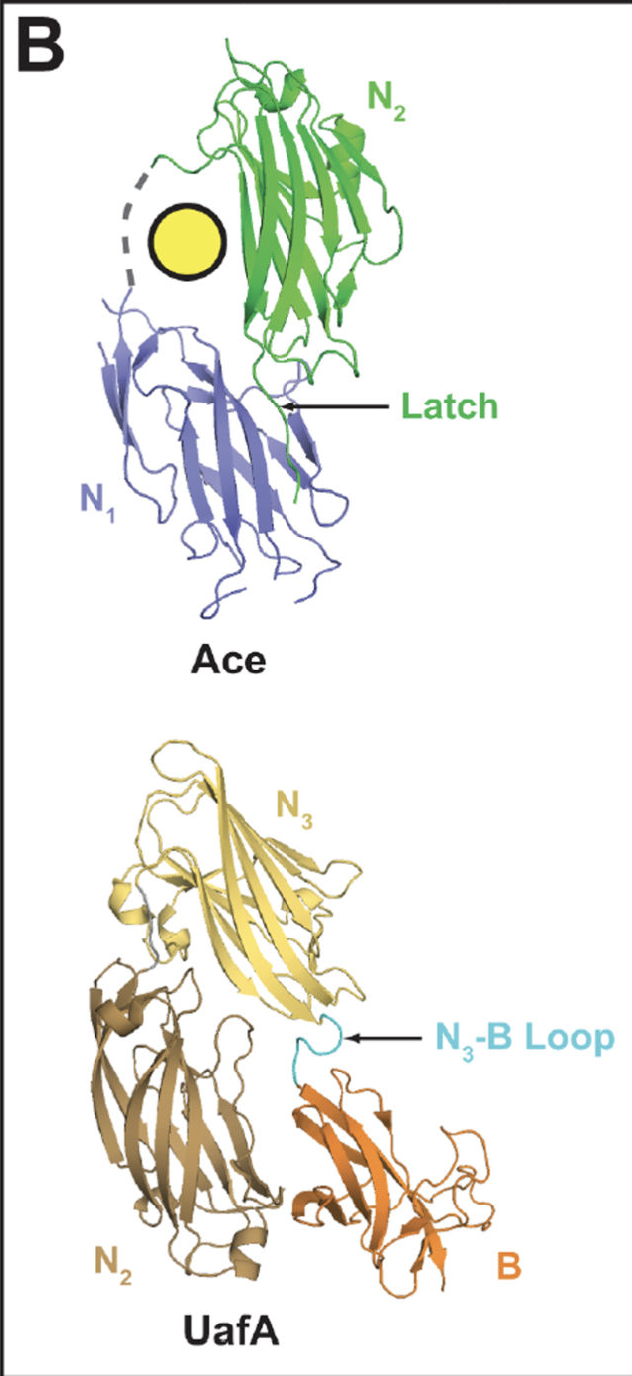 B
N₂
Latch
N₁
Ace
N₃
N₃-B Loop
N₂
B
UafA